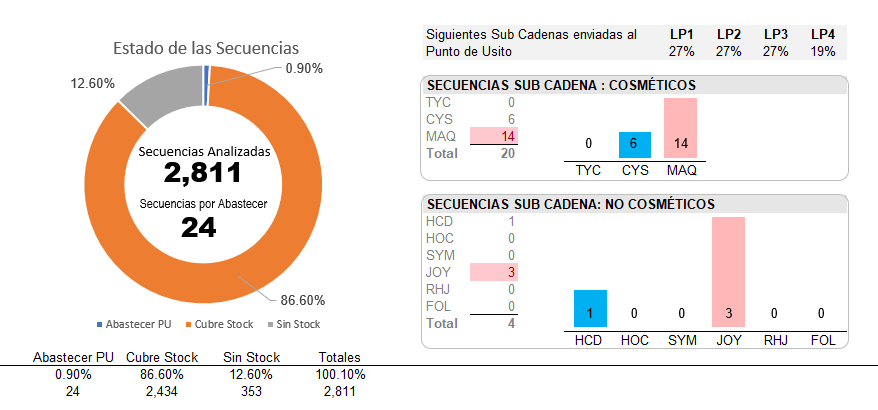 Estado de las Secuencias
0.90%
12.60%
Secuencias Analizadas
2,811
Secuencias por Abastecer
24
86.60%
Abastecer PU Cubre Stock Sin Stock
Abastecer PU Cubre Stock Sin Stock Totales
0.90% 86.60% 12.60% 100.10%
24 2,434 353 2,811
Siguientes Sub Cadenas enviadas al LP1 LP2 LP3 LP4
Punto de Usito 27% 27% 27% 19%
SECUENCIAS SUB CADENA : COSMÉTICOS
TYC 0
CYS 6
MAQ 14
Total 20
0 6 14
TYC CYS MAQ
SECUENCIAS SUB CADENA: NO COSMÉTICOS
HCD 1
HOC 0
SYM 0
JOY 3
RHJ 0
FOL 0
Total 4
1 0 0 3 0 0
HCD HOC SYM JOY RHJ FOL